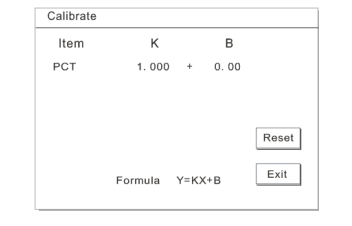 Calibrate
Item K B
PCT 1.000 + 0.00
Reset
Formula Y=KX+B
Exit